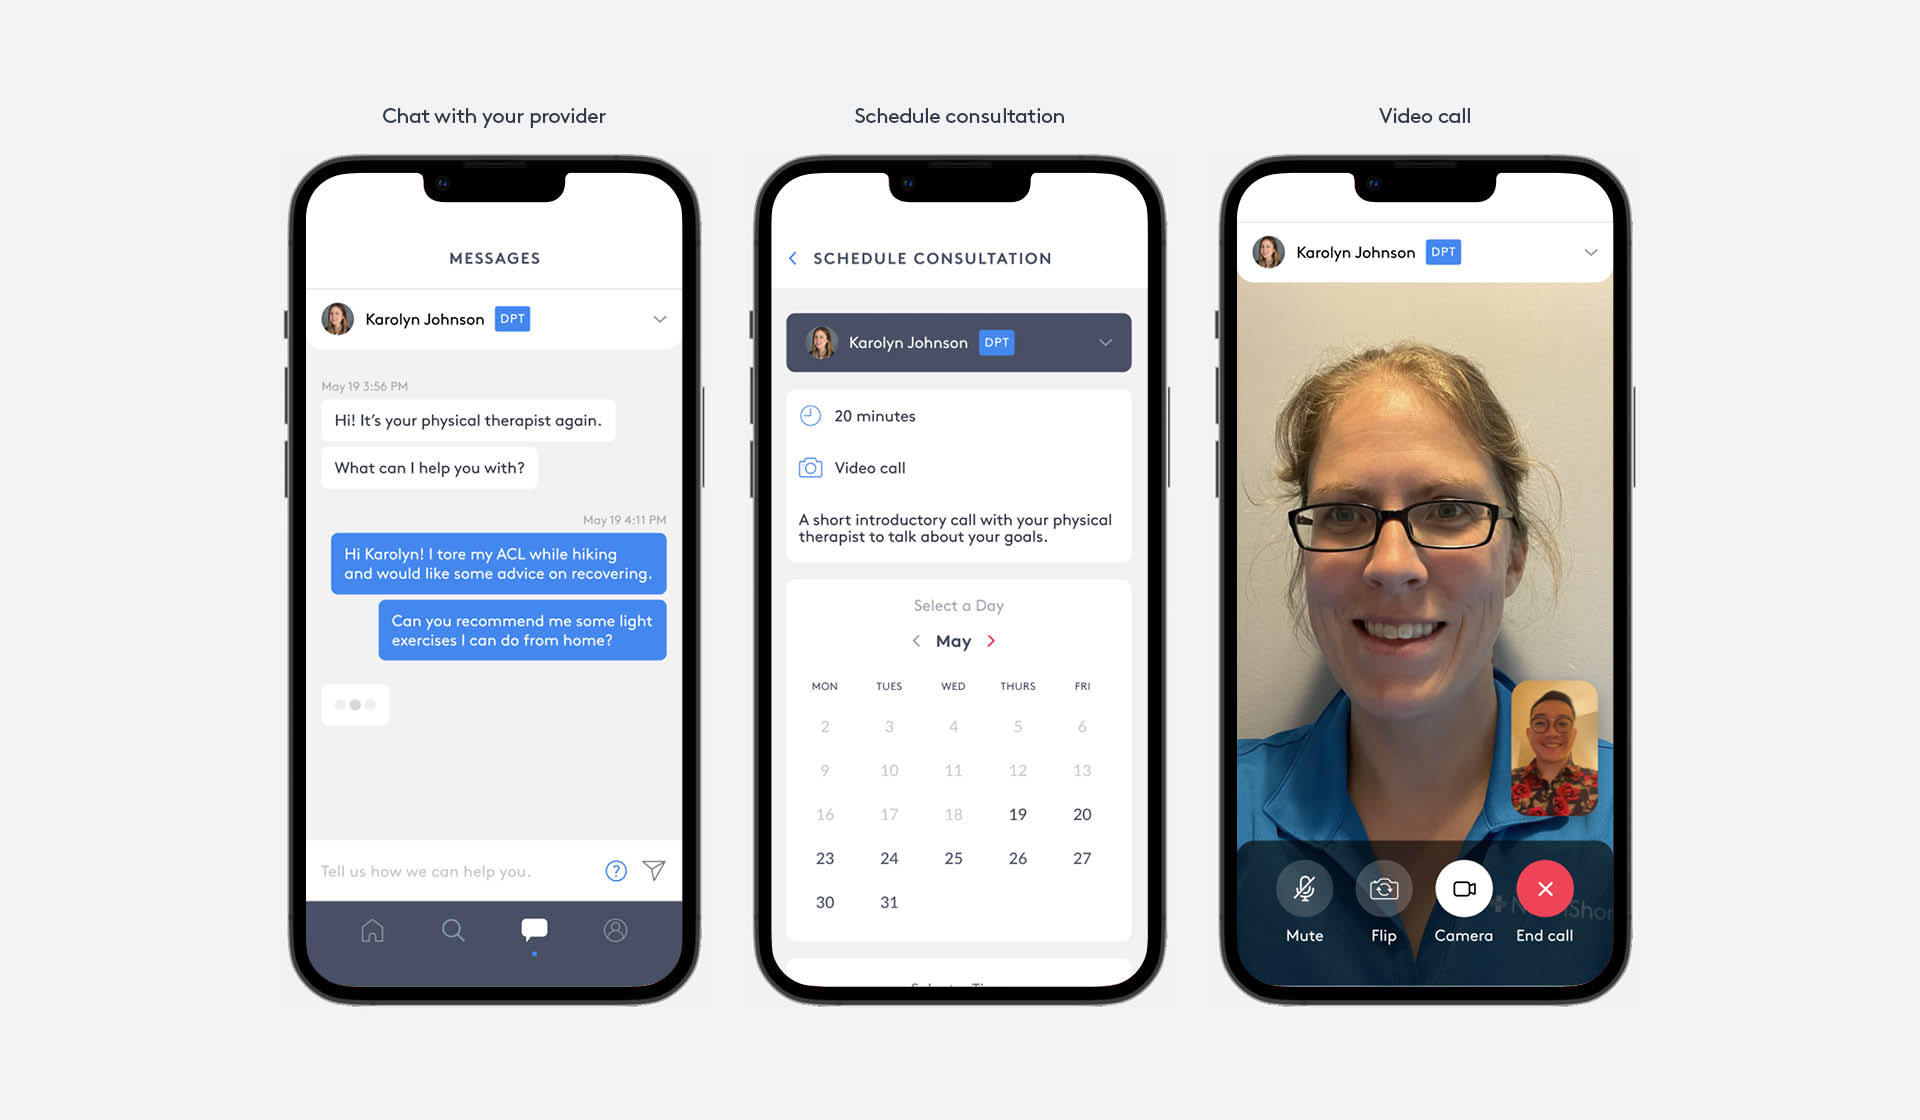 Chat with your provider
MESSAGES
Karolyn Johnson DPT
May 19 3:56 PM
Hi! It’s your physical therapist again.
What can I help you with?
May 19 4:11 PM
Hi Karolyn! I tore my ACL while hiking
and would like some advice on recovering.
Can you recommend me some light
exercises I can do from home?
Tell us how we can help you.
Schedule consultation
SCHEDULE CONSULTATION
Karolyn Johnson DPT
20 minutes
Video call
A short introductory call with your physical
therapist to talk about your goals.
Select a Day
May
MON TUES WED THURS FRI
2 3 4 5 6
9 10 11 12 13
16 17 18 19 20
23 24 25 26 27
30 31
Video call
Karolyn Johnson DPT
Mute Flip Camera End call